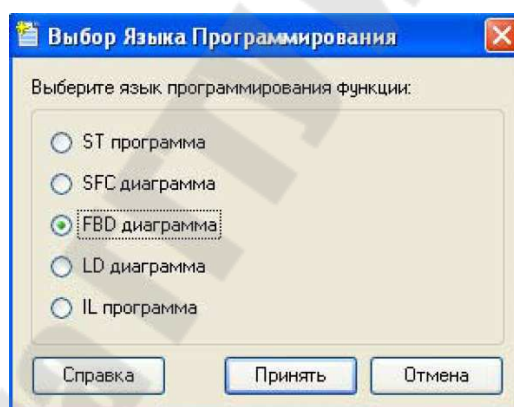 Выбор Языка Программирования
Выберите язык программирования функции:
ST программа
SFC диаграмма
FBD диаграмма
LD диаграмма
IL программа
Справка
Принять
Отмена